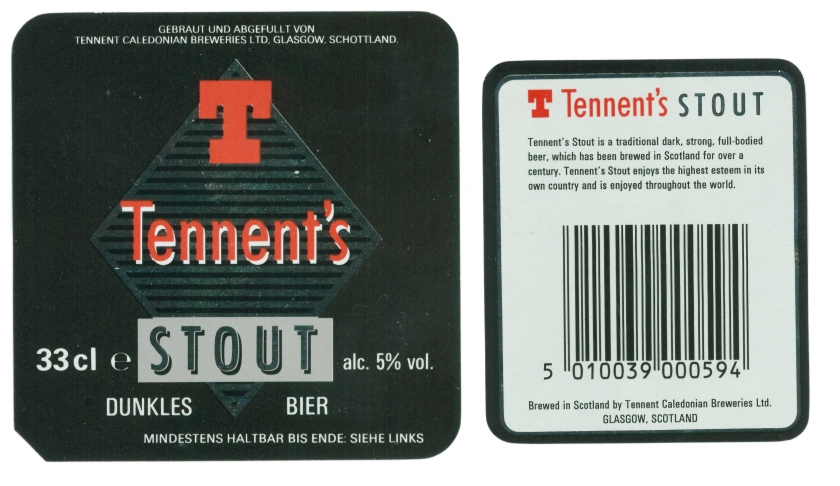 GEBRAUT UND ABGEFULLT VON
TENNENT CALEDONIAN BREWERIES LTD, GLASGOW, SCHOTTLAND.
T
Tennent's
33 cl e STOUT alc. 5% vol.
DUNKLES BIER
MINDESTENS HALTBAR BIS ENDE: SIEHE LINKS
T Tennent's STOUT
Tennent's Stout is a traditional dark, strong, full-bodied
beer, which has been brewed in Scotland for over a
century. Tennent's Stout enjoys the highest esteem in its
own country and is enjoyed throughout the world.
5 010039 000594
Brewed in Scotland by Tennent Caledonian Breweries Ltd.
GLASGOW, SCOTLAND